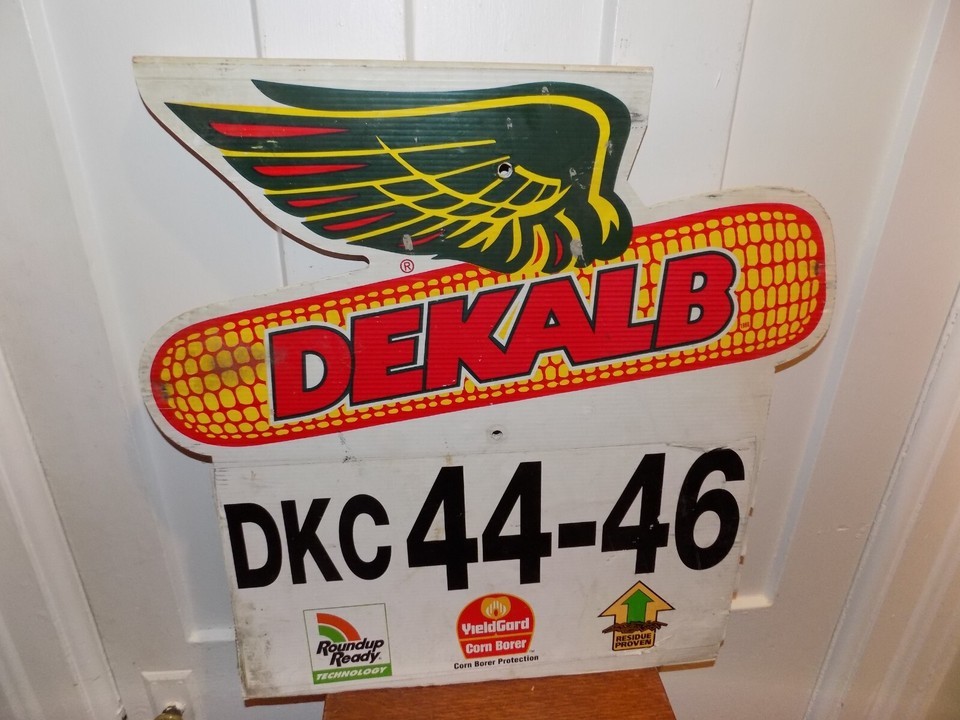 ®
DEKALB
DKC 44-46
Roundup
Ready
TECHNOLOGY
YieldGard
Corn Borer
Corn Borer Protection
RESIDUE
PROVEN